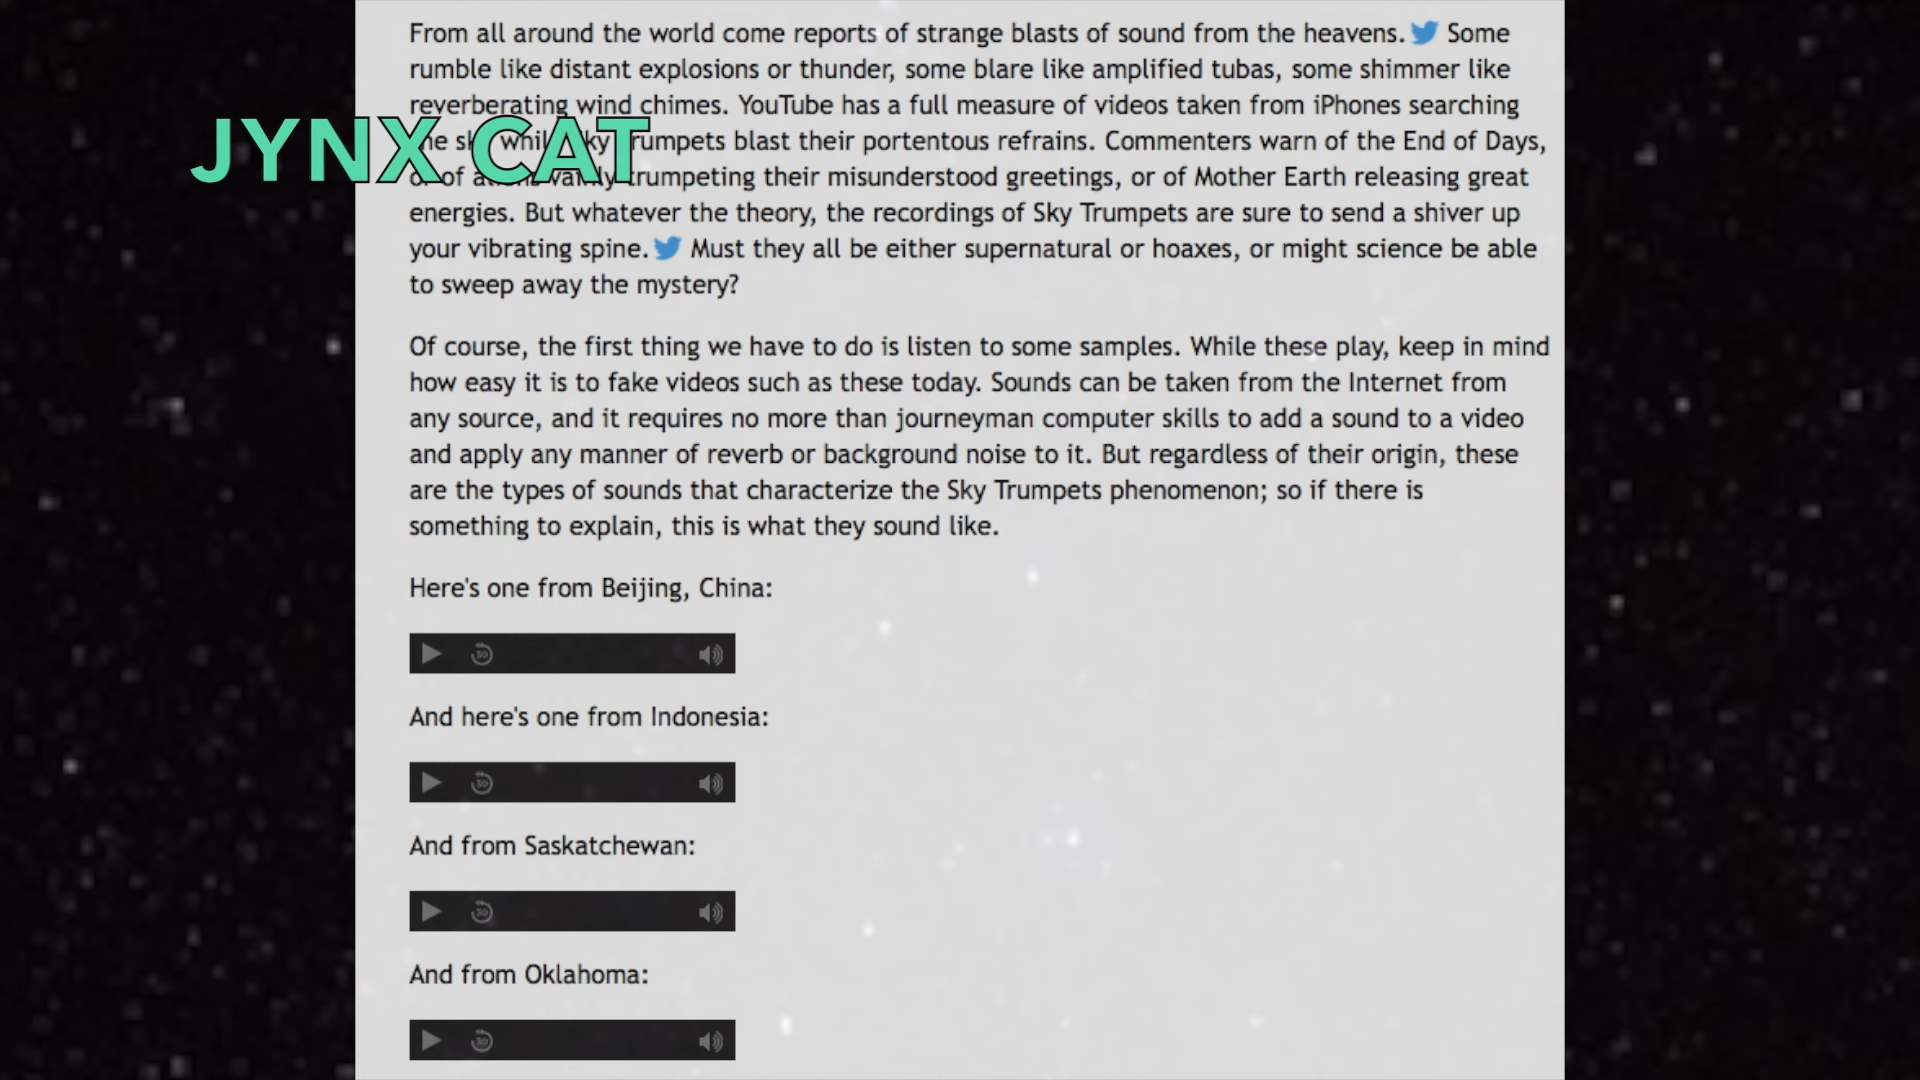 From all around the world come reports of strange blasts of sound from the heavens. Some
rumble like distant explosions or thunder, some blare like amplified tubas, some shimmer like
reverberating wind chimes. YouTube has a full measure of videos taken from iPhones searching
JYNX CAT
whil ky rumpets blast their portentous refrains. Commenters warn of the End of Days,
of trumpeting their misunderstood greetings, or of Mother Earth releasing great
energies. But whatever the theory, the recordings of Sky Trumpets are sure to send a shiver up
your vibrating spine. Must they all be either supernatural or hoaxes, or might science be able
to sweep away the mystery?
Of course, the first thing we have to do is listen to some samples. While these play, keep in mind
how easy it is to fake videos such as these today. Sounds can be taken from the Internet from
any source, and it requires no more than journeyman computer skills to add a sound to a video
and apply any manner of reverb or background noise to it. But regardless of their origin, these
are the types of sounds that characterize the Sky Trumpets phenomenon; so if there is
something to explain, this is what they sound like.
Here's one from Beijing, China:
30
And here's one from Indonesia:
30
And from Saskatchewan:
30
And from Oklahoma:
30